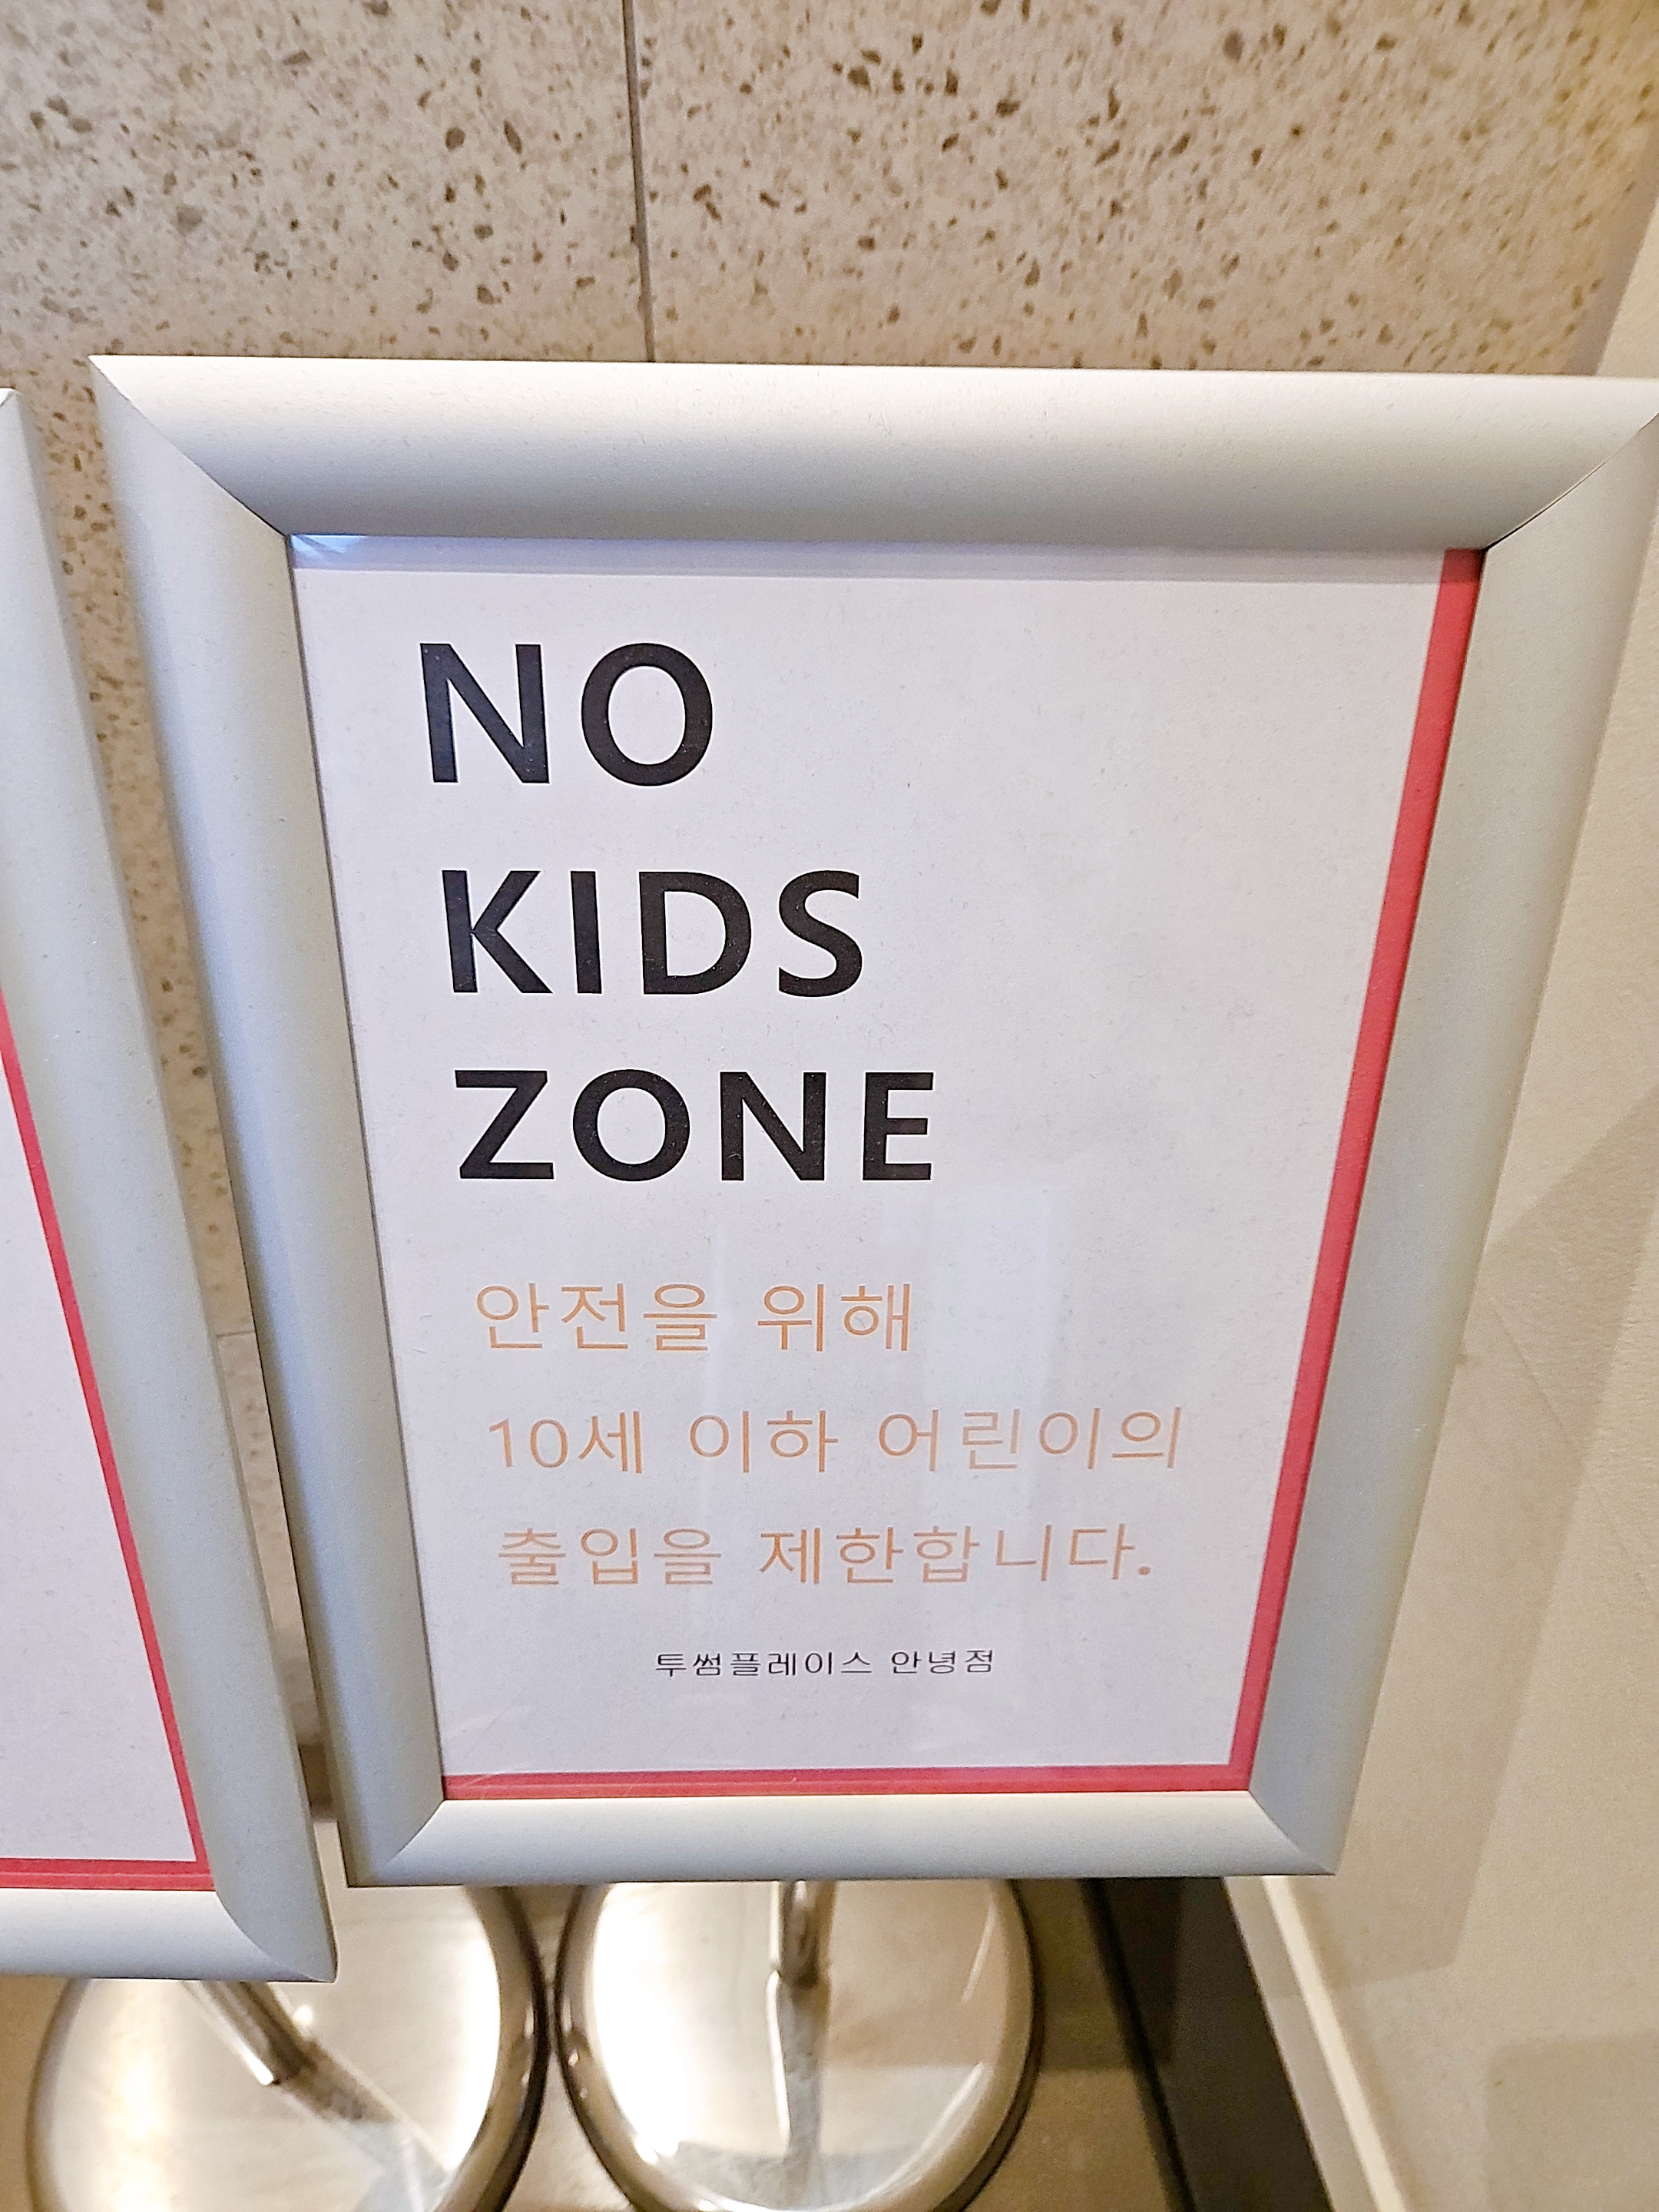 NO
KIDS
ZONE
안전을 위해
10세 이하 어린이의
출입을 제한합니다.
투썸플레이스 안녕점